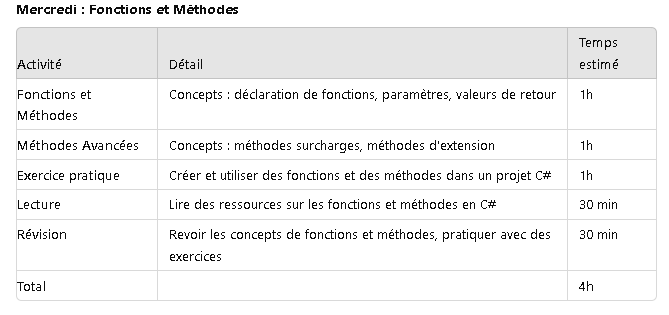 Mercredi : Fonctions et Méthodes
Temps
Activité Détail estimé
Fonctions et Concepts : déclaration de fonctions, paramètres, valeurs de retour 1h
Méthodes
Méthodes Avancées Concepts : méthodes surcharges, méthodes d'extension 1h
Exercice pratique Créer et utiliser des fonctions et des méthodes dans un projet C# 1h
Lecture Lire des ressources sur les fonctions et méthodes en C# 30 min
Révision Revoir les concepts de fonctions et méthodes, pratiquer avec des 30 min
exercices
Total 4h